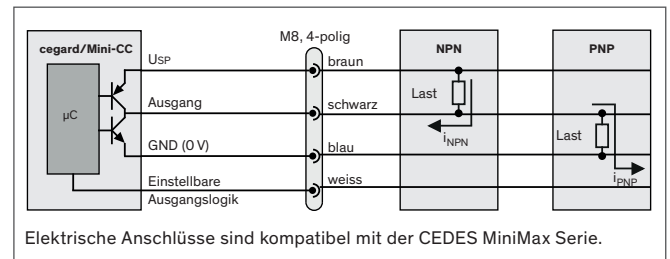 M8, 4-polig
cegard/Mini-CC
NPN
PNP
USP
braun
µC
Ausgang
schwarz
Last
Last
iNPN
iPNP
GND (0 V)
blau
Einstellbare
Ausgangslogik
weiss
Elektrische Anschlüsse sind kompatibel mit der CEDES MiniMax Serie.